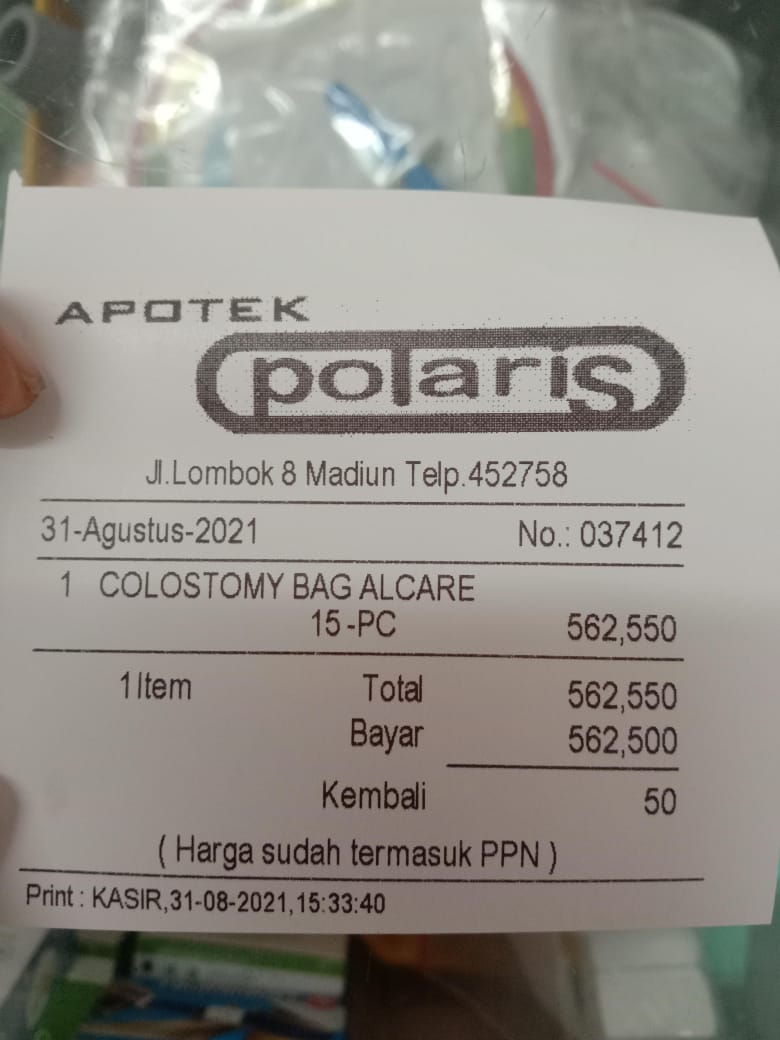 APOTEK
polaris
Jl.Lombok 8 Madiun Telp.452758
31-Agustus-2021 No.: 037412
1 COLOSTOMY BAG ALCARE
15 -PC 562,550
1 Item Total 562,550
Bayar 562,500
Kembali 50
( Harga sudah termasuk PPN )
Print : KASIR,31-08-2021,15:33:40